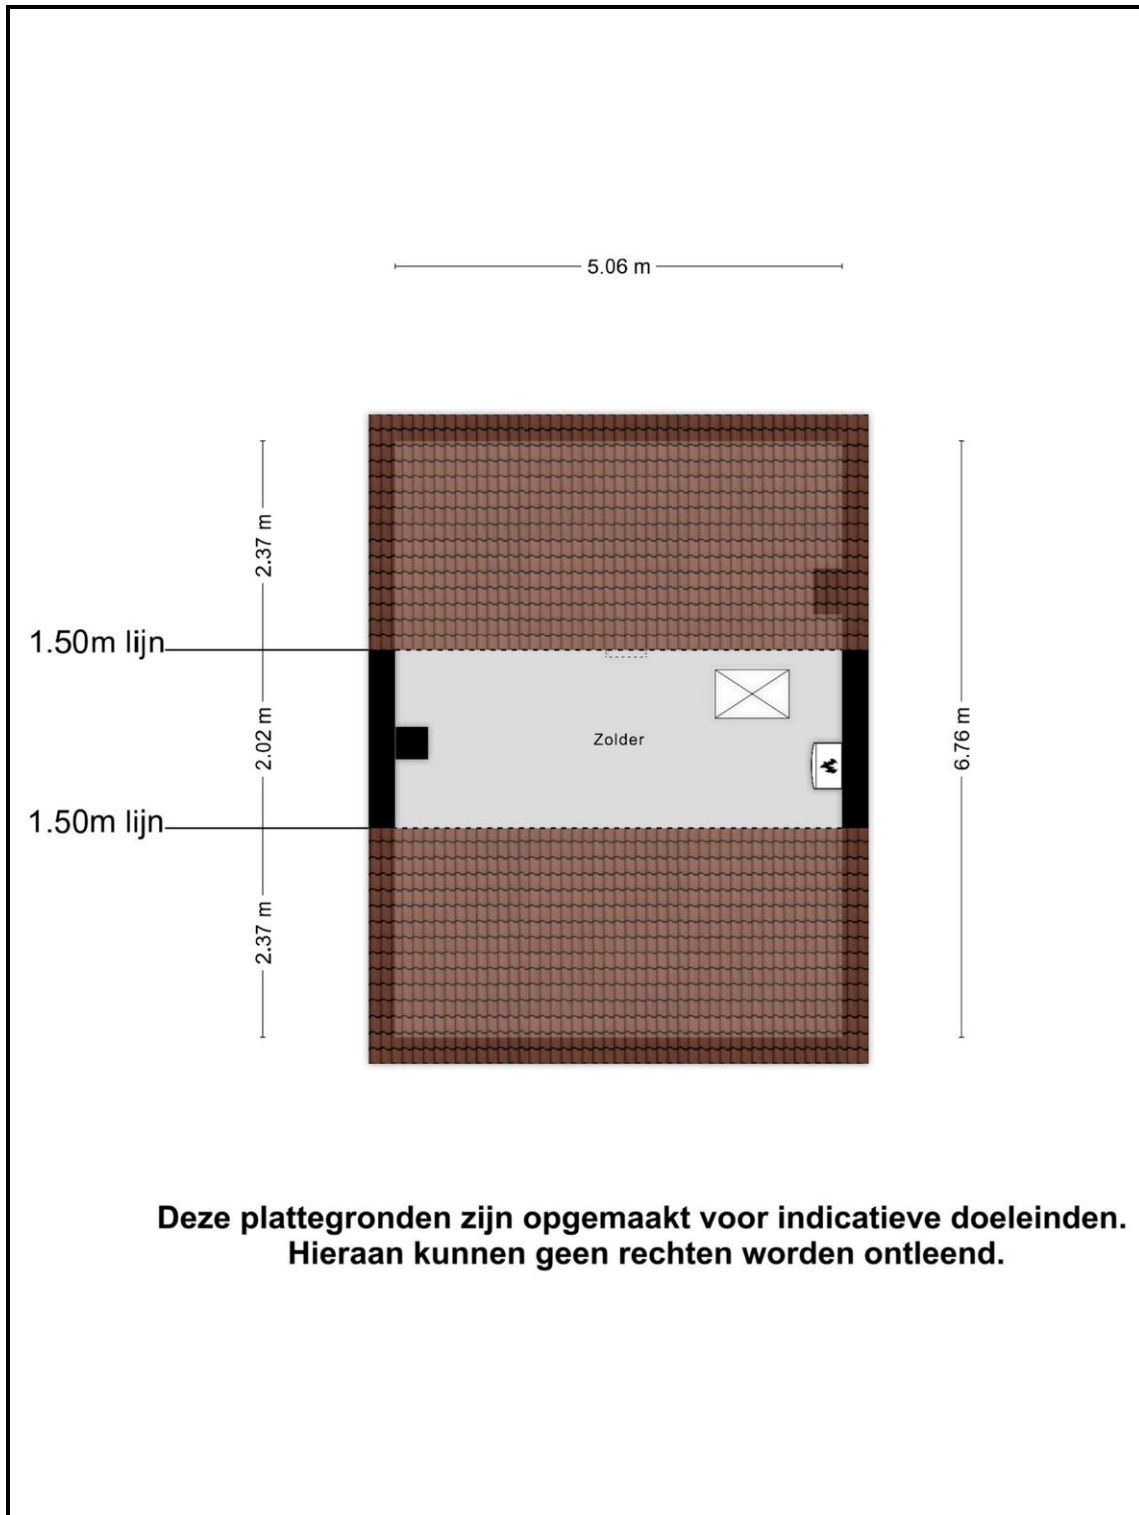 5.06 m
2.37 m
1.50m lijn
2.02 m
Zolder
6.76 m
1.50m lijn
2.37 m
Deze plattegronden zijn opgemaakt voor indicatieve doeleinden.
Hieraan kunnen geen rechten worden ontleend.